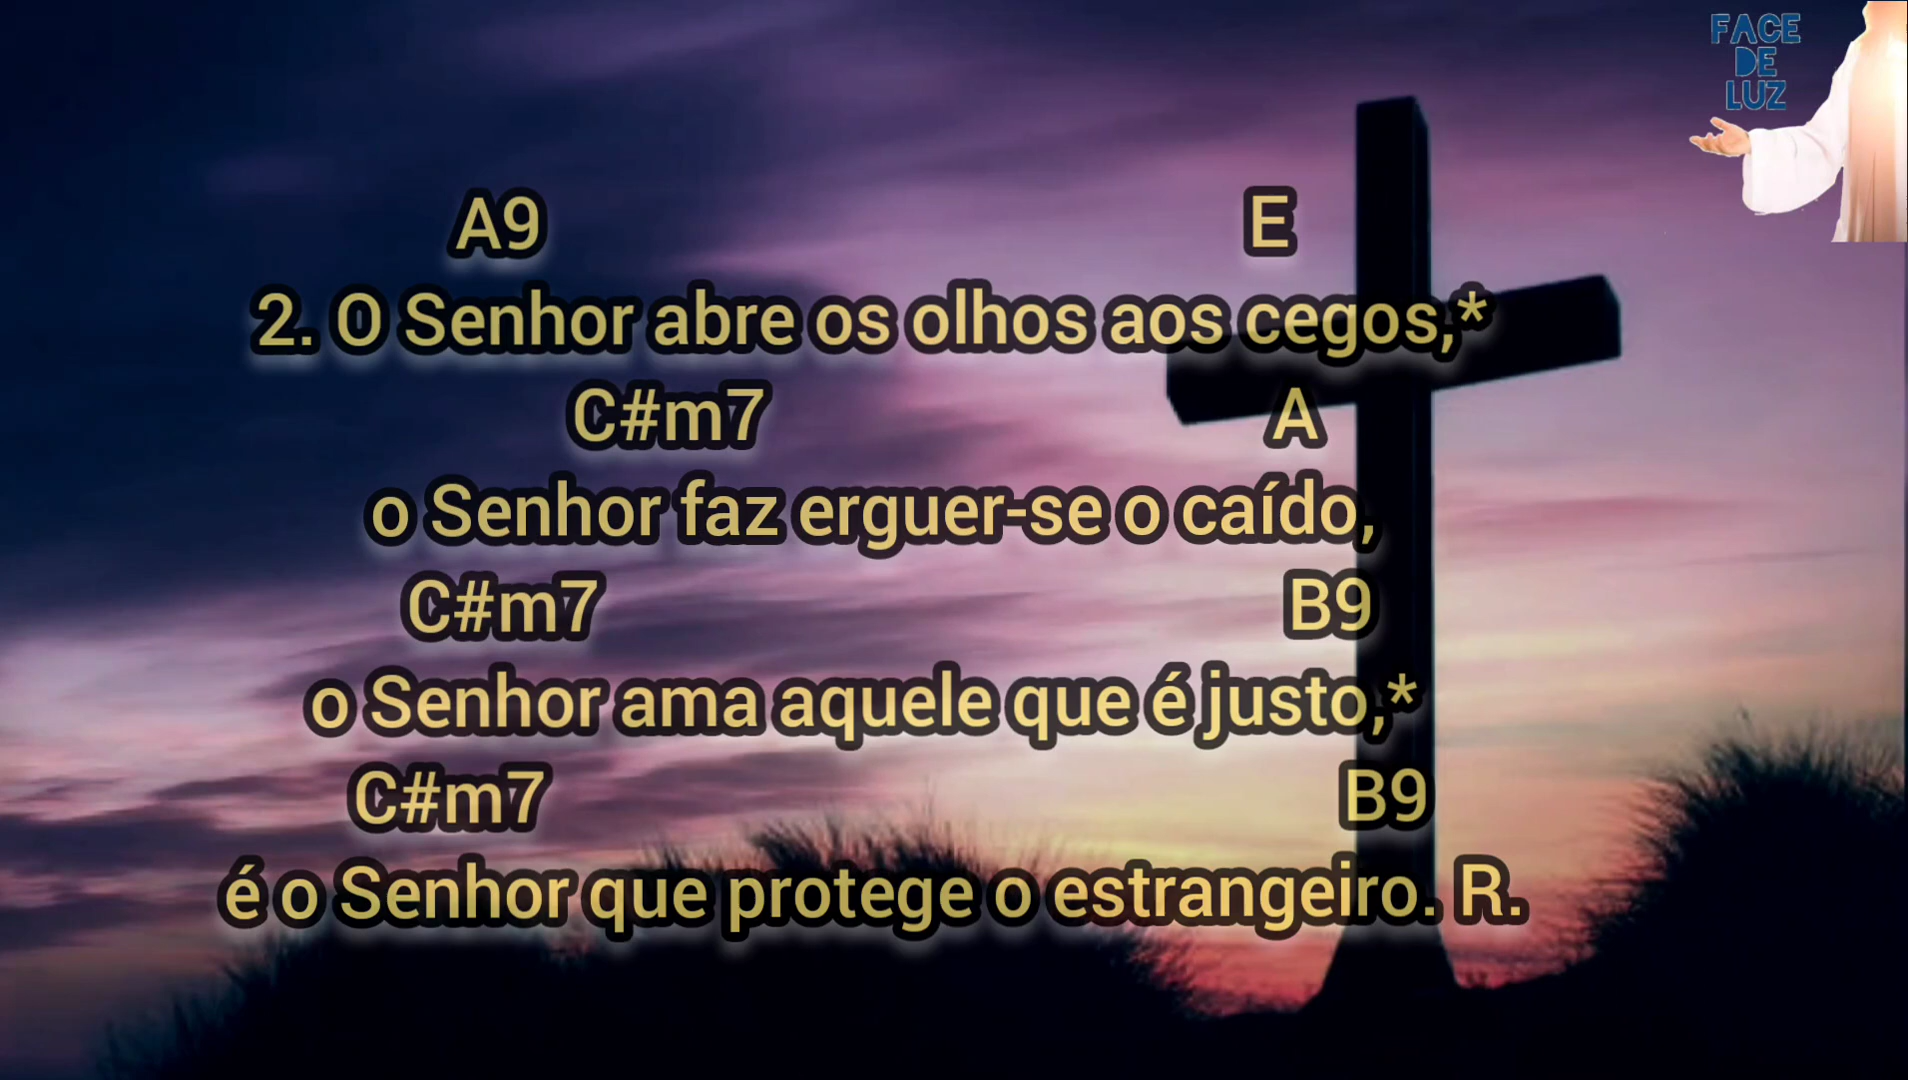 FACE
DE
LUZ
A9 E
2. O Senhor abre os olhos aos cegos,*
C#m7 A
o Senhor faz erguer-se o caído,
C#m7 B9
o Senhor ama aquele que é justo,*
C#m7 B9
é o Senhor que protege o estrangeiro. R.